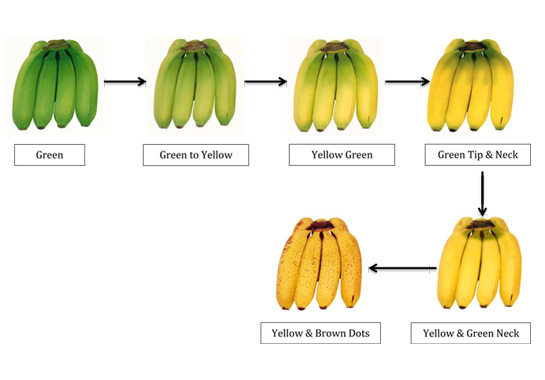 Green
Green to Yellow
Yellow Green
Green Tip & Neck
Yellow & Brown Dots
Yellow & Green Neck